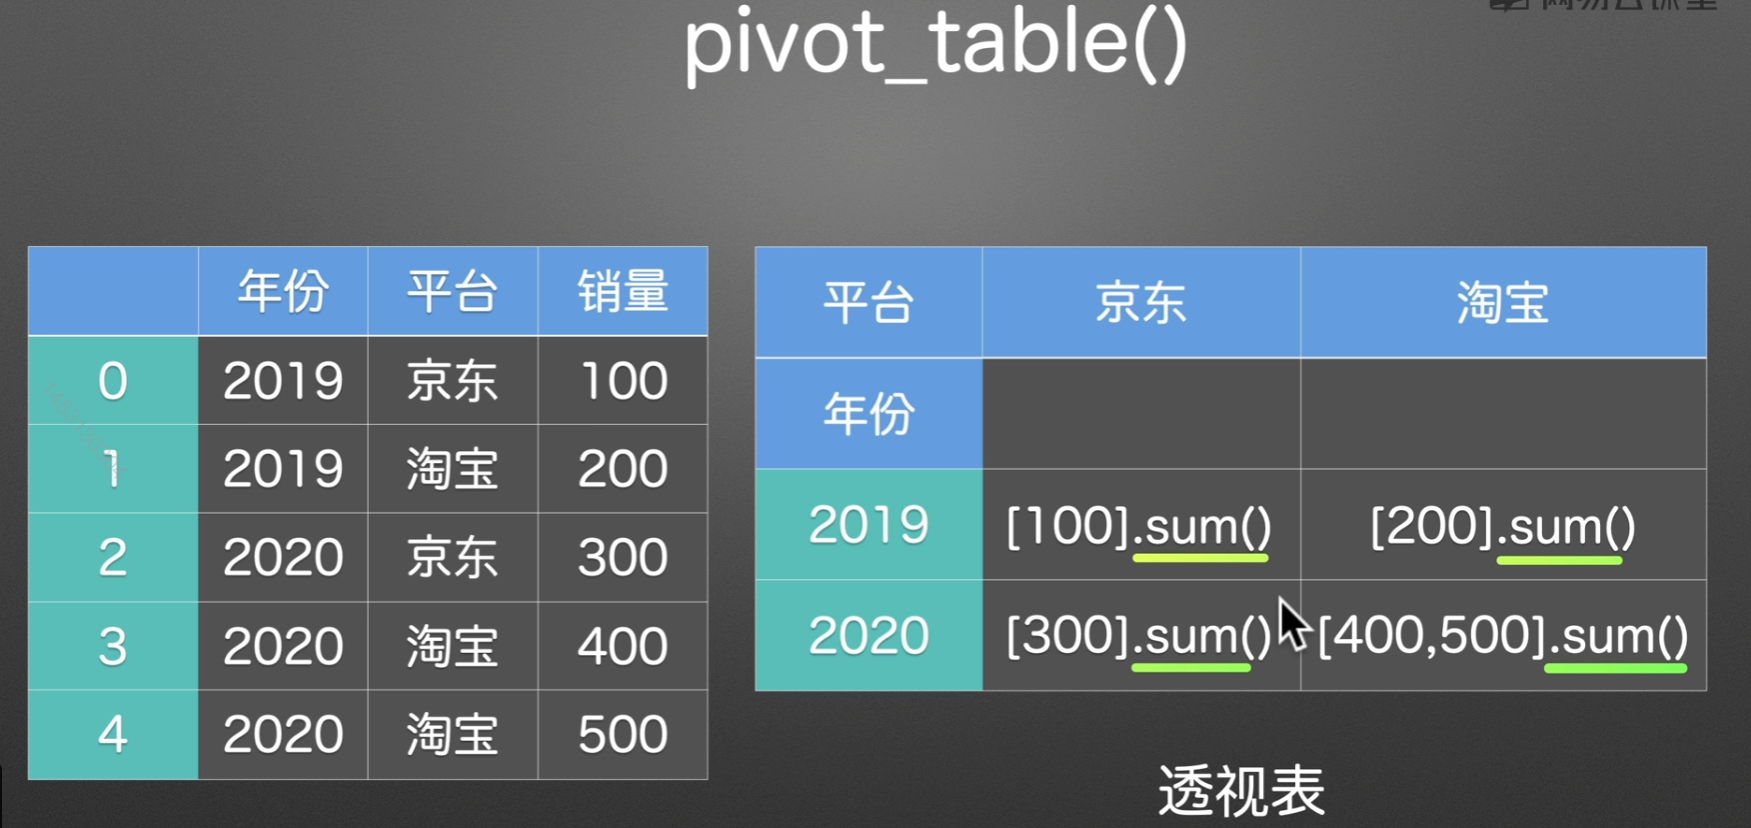 pivot_table()
年份 平台 销量
0 2019 京东 100
1 2019 淘宝 200
2 2020 京东 300
3 2020 淘宝 400
4 2020 淘宝 500
平台 京东 淘宝
年份
2019 [100].sum() [200].sum()
2020 [300].sum() [400,500].sum()
透视表